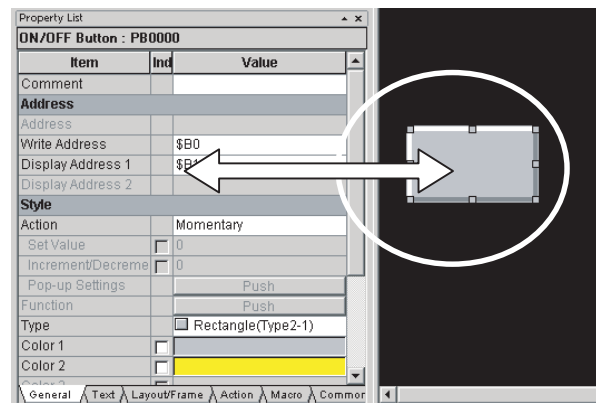 Property List
ON/OFF Button : PB0000
Item Ind Value
Comment
Address
Address
Write Address $B0
Display Address 1
Display Address 2
Style
Action Momentary
Set Value 0
Increment/Decreme 0
Pop-up Settings Push
Function Push
Type Rectangle(Type2-1)
Color 1
Color 2
General Text Layout/Frame Action Macro Common